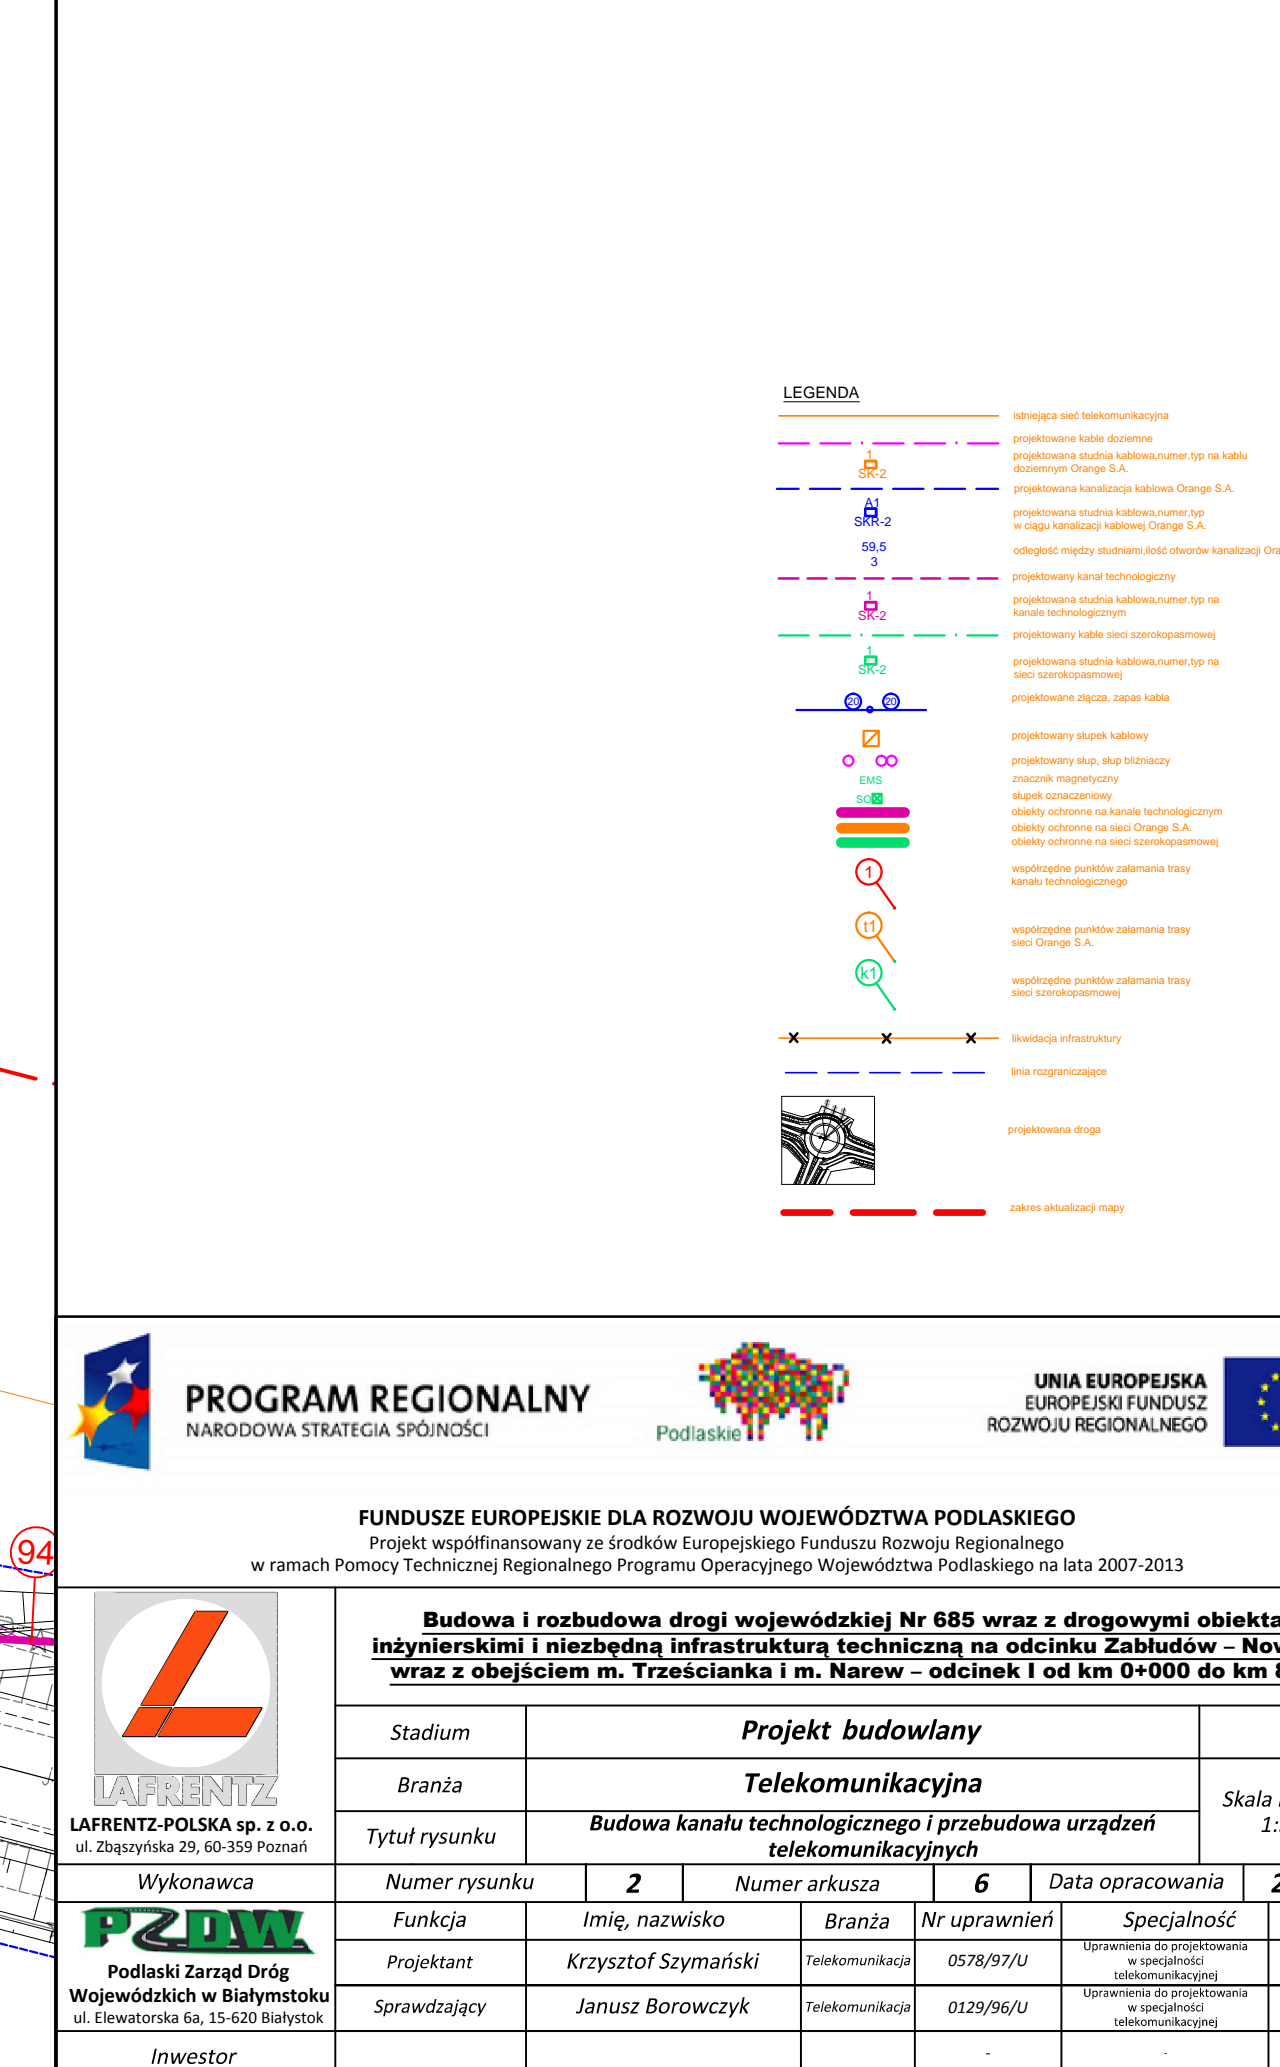 LEGENDA
istniejąca sieć telekomunikacyjna
projektowane kable doziemne
1
SK-2
projektowana studnia kablowa,numer,typ na kablu
doziemnym Orange S.A.
projektowana kanalizacja kablowa Orange S.A.
A1
SKR-2
projektowana studnia kablowa,numer,typ
w ciągu kanalizacji kablowej Orange S.A.
59,5
3
odległość między studniami,ilość otworów kanalizacji Ora
projektowany kanał technologiczny
1
SK-2
projektowana studnia kablowa,numer,typ na
kanale technologicznym
projektowany kable sieci szerokopasmowej
1
SK-2
projektowana studnia kablowa,numer,typ na
sieci szerokopasmowej
20 20
projektowane złącza, zapas kabla
projektowany słupek kablowy
projektowany słup, słup bliźniaczy
EMS
znacznik magnetyczny
SO
słupek oznaczeniowy
obiekty ochronne na kanale technologicznym
obiekty ochronne na sieci Orange S.A.
obiekty ochronne na sieci szerokopasmowej
1
współrzędne punktów załamania trasy
kanału technologicznego
t1
współrzędne punktów załamania trasy
sieci Orange S.A.
k1
współrzędne punktów załamania trasy
sieci szerokopasmowej
likwidacja infrastruktury
linia rozgraniczające
projektowana droga
zakres aktualizacji mapy
PROGRAM REGIONALNY
NARODOWA STRATEGIA SPÓJNOŚCI
Podlaskie
UNIA EUROPEJSKA
EUROPEJSKI FUNDUSZ
ROZWOJU REGIONALNEGO
FUNDUSZE EUROPEJSKIE DLA ROZWOJU WOJEWÓDZTWA PODLASKIEGO
Projekt współfinansowany ze środków Europejskiego Funduszu Rozwoju Regionalnego
w ramach Pomocy Technicznej Regionalnego Programu Operacyjnego Województwa Podlaskiego na lata 2007-2013
94
LAFRENTZ
LAFRENTZ-POLSKA sp. z o.o.
ul. Zbąszyńska 29, 60-359 Poznań
Wykonawca
Budowa i rozbudowa drogi wojewódzkiej Nr 685 wraz z drogowymi obiekta
inżynierskimi i niezbędną infrastrukturą techniczną na odcinku Zabłudów – Now
wraz z obejściem m. Trześcianka i m. Narew – odcinek I od km 0+000 do km 8
Stadium
Projekt budowlany
Branża
Telekomunikacyjna
Skala
1:
Tytuł rysunku
Budowa kanału technologicznego i przebudowa urządzeń
telekomunikacyjnych
Numer rysunku 2 Numer arkusza 6 Data opracowania 2
PZDW
Podlaski Zarząd Dróg
Wojewódzkich w Białymstoku
ul. Elewatorska 6a, 15-620 Białystok
Inwestor
Funkcja Imię, nazwisko Branża Nr uprawnień Specjalność
Projektant Krzysztof Szymański Telekomunikacja 0578/97/U
Uprawnienia do projektowania
w specjalności
telekomunikacyjnej
Sprawdzający Janusz Borowczyk Telekomunikacja 0129/96/U
Uprawnienia do projektowania
w specjalności
telekomunikacyjnej
- -